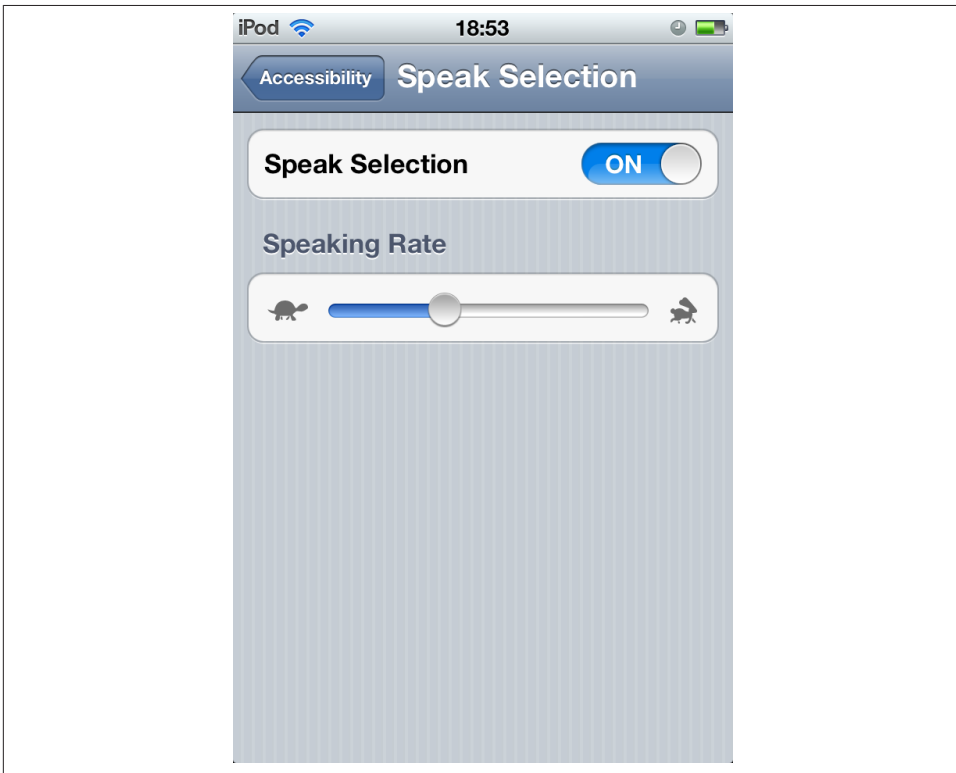 iPod 18:53
Accessibility Speak Selection
Speak Selection ON
Speaking Rate